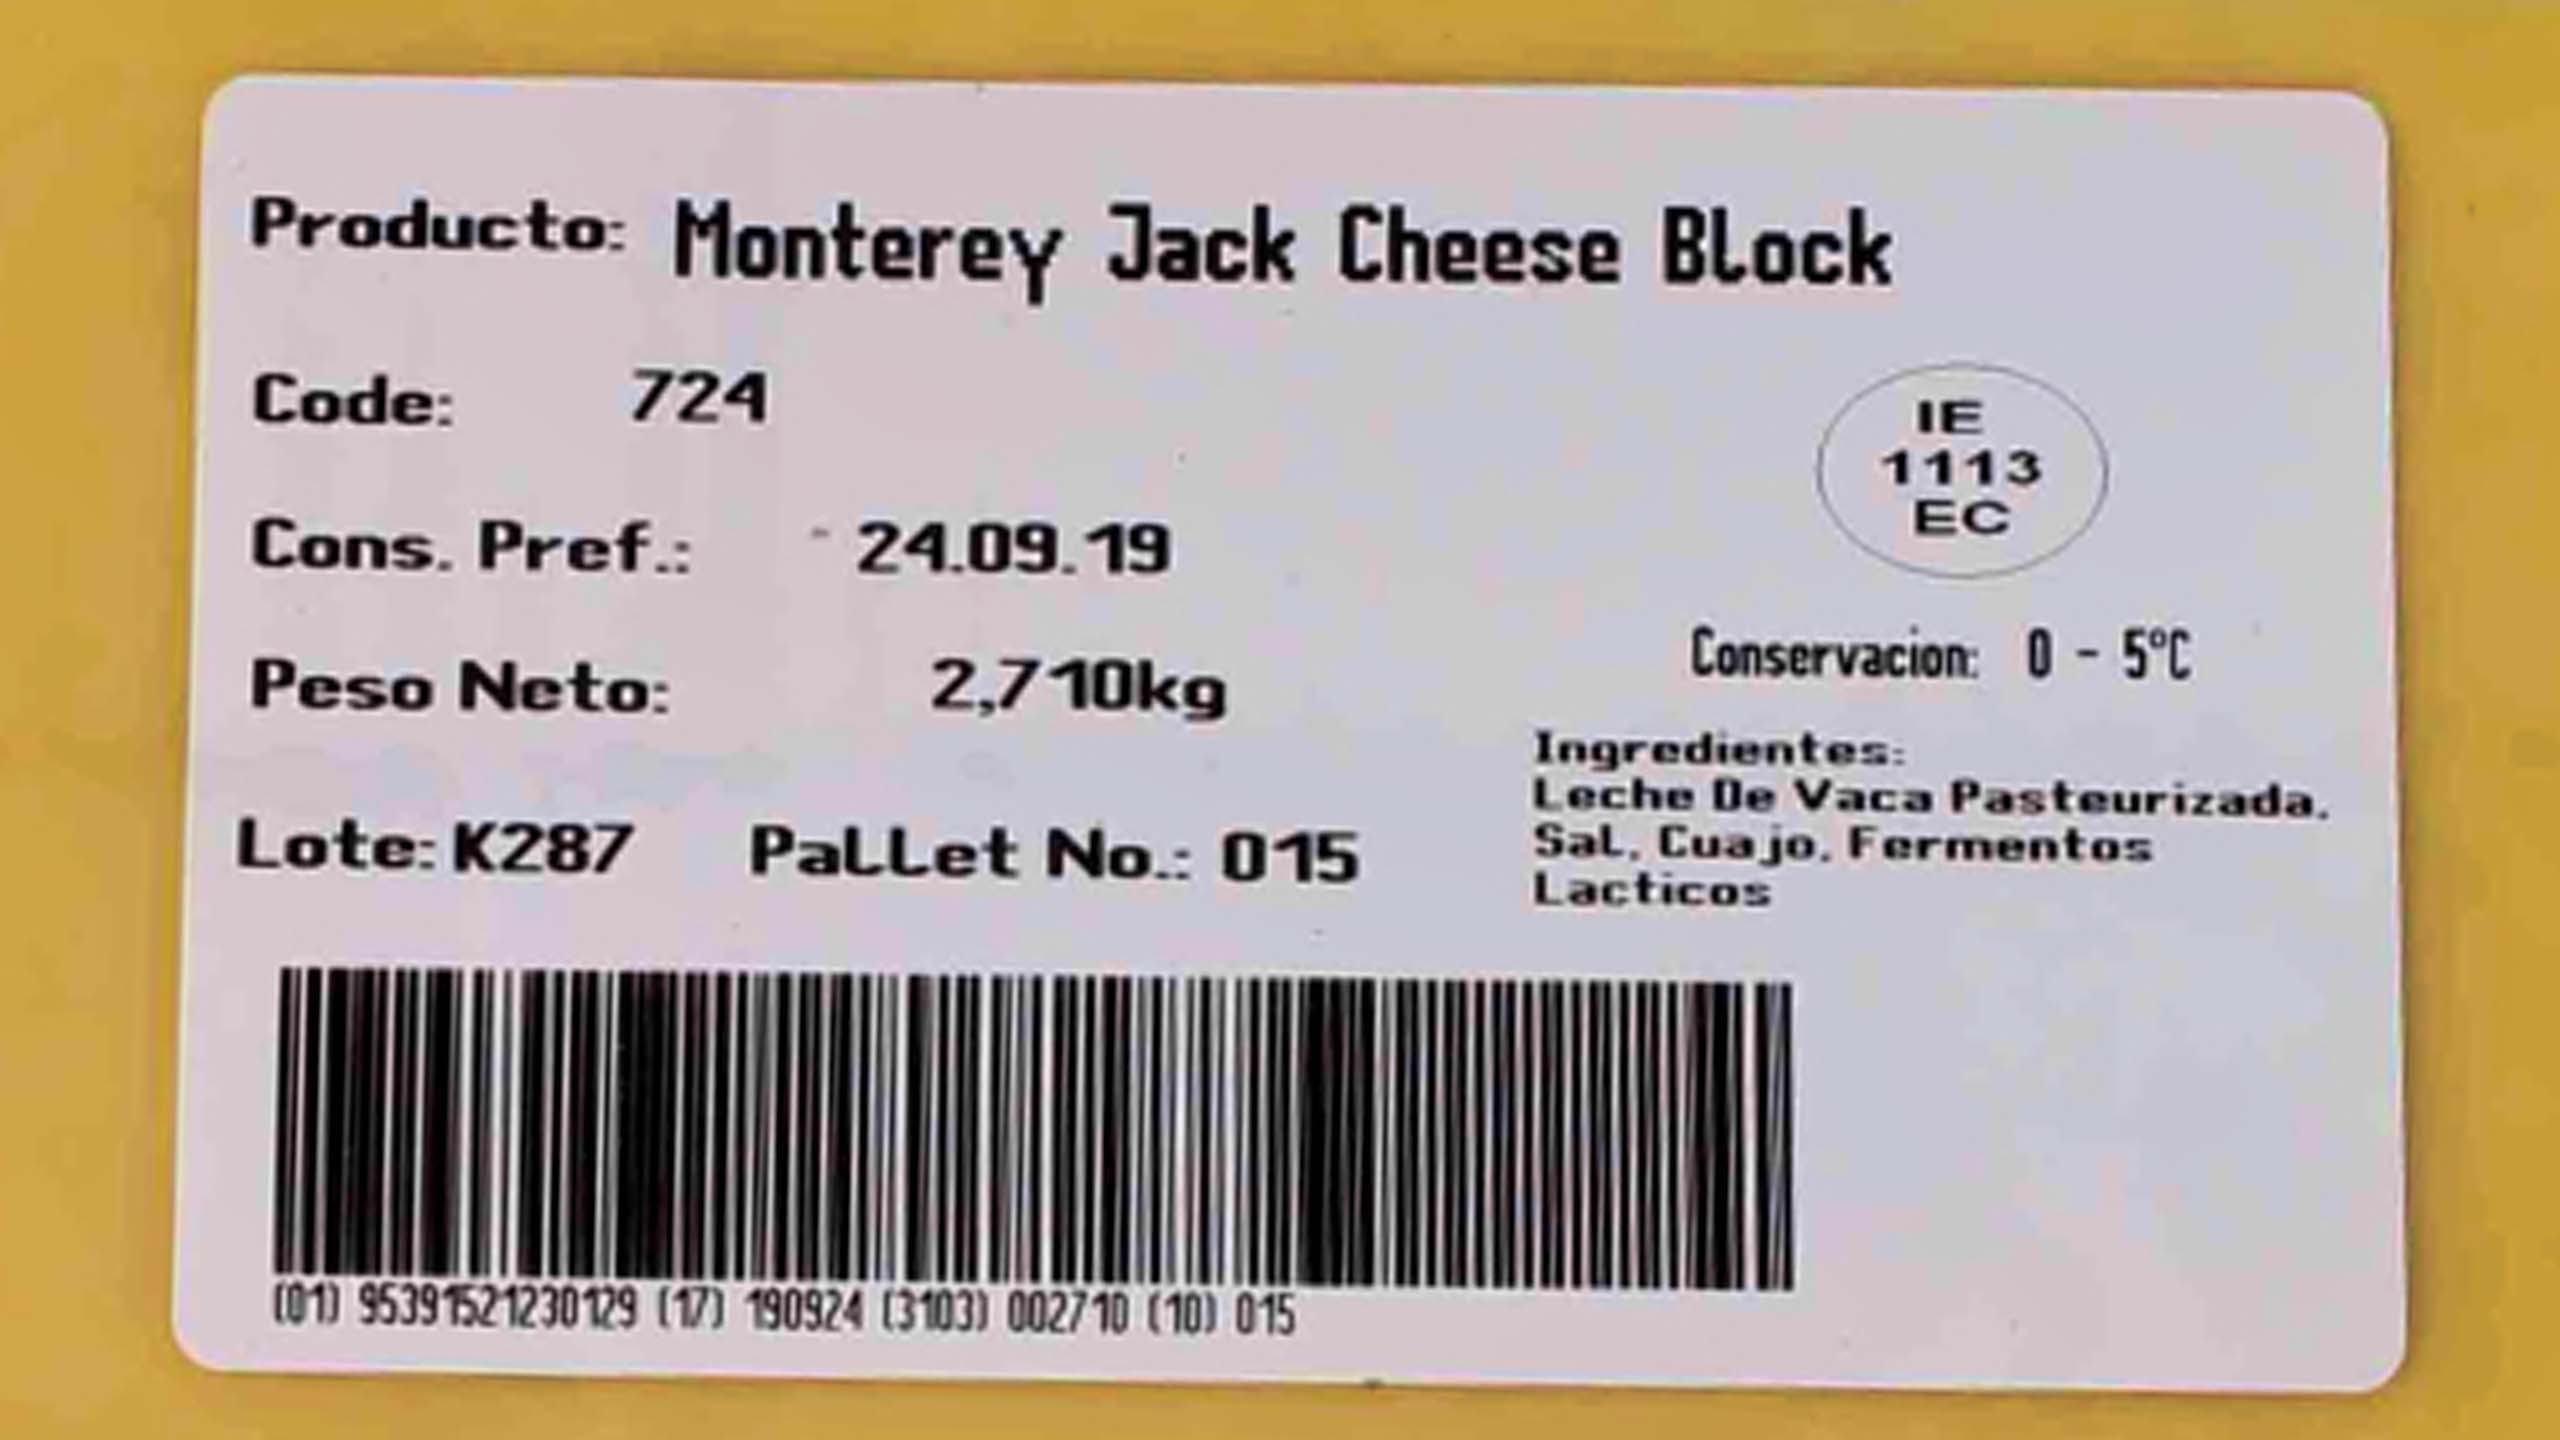 Producto: Monterey Jack Cheese Block
Code: 724
IE
1113
EC
Cons. Pref.: 24.09.19
Conservacion: 0 - 5ºC
Peso Neto: 2,710kg
Ingredientes:
Leche De Vaca Pasteurizada,
Sal, Cuajo, Fermentos
Lacticos
Lote: K287 Pallet No.: 015
(01) 95391521230129 (17) 190924 (3103) 002710 (10) 015